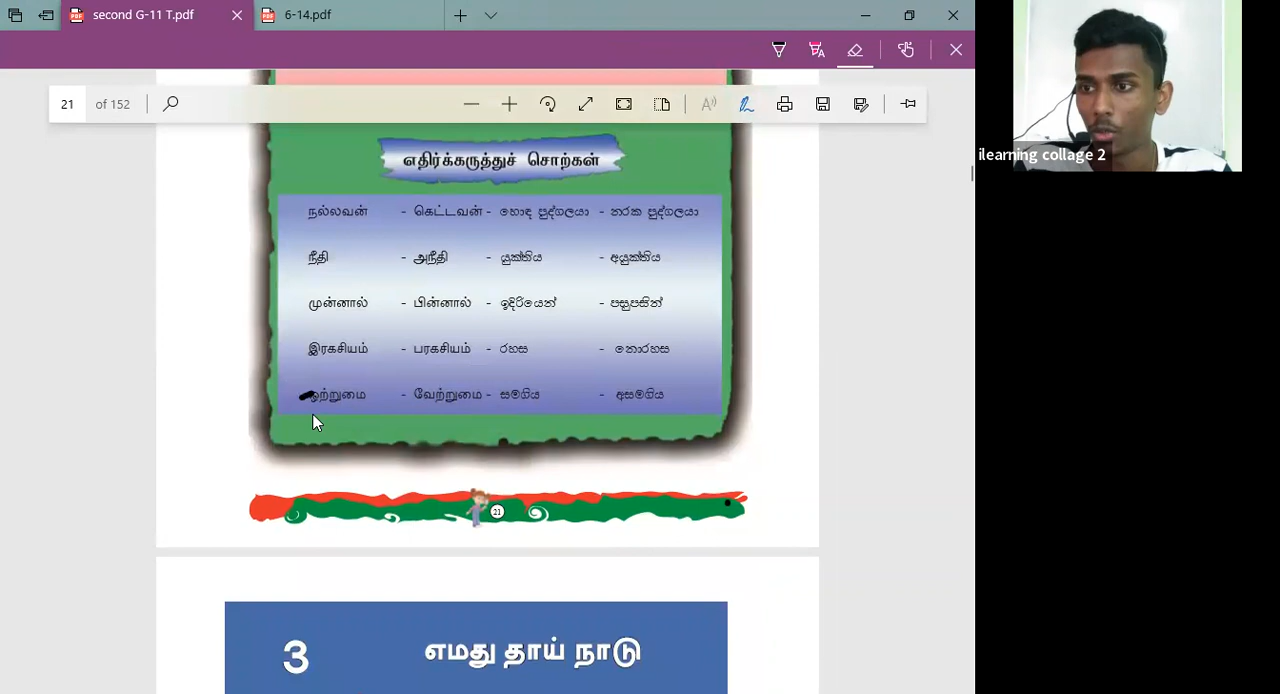 second G-11 T.pdf
6-14.pdf
21 of 152
ilearning collage 2
எதிர்க்கருத்துச் சொற்கள்
நல்லவன் - கெட்டவன் - හොඳ පුද්ගලයා - නරක පුද්ගලයා
நீதி - அநீதி - යුක්තිය - අයුක්තිය
முன்னால் - பின்னால் - ඉදිරියෙන් - පසුපසින්
இரகசியம் - பரகசியம் - රහස - නොරහස
ஒற்றுமை - வேற்றுமை - සමගිය - අසමගිය
21
3 எமது தாய் நாடு